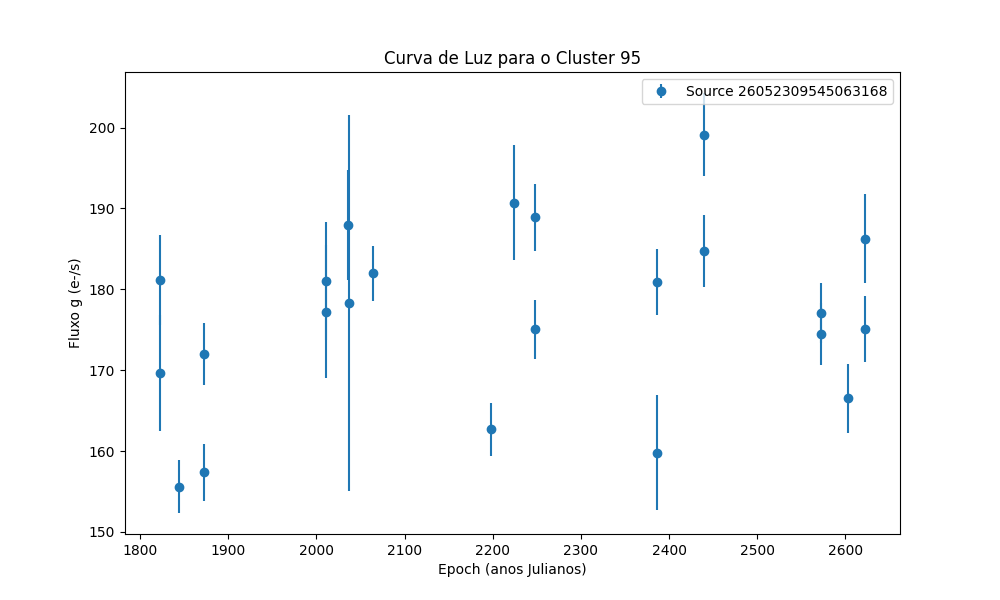 Curva de Luz para o Cluster 95
Source 26052309545063168
Fluxo g (e-/s)
200
190
180
170
160
150
1800 1900 2000 2100 2200 2300 2400 2500 2600
Epoch (anos Julianos)